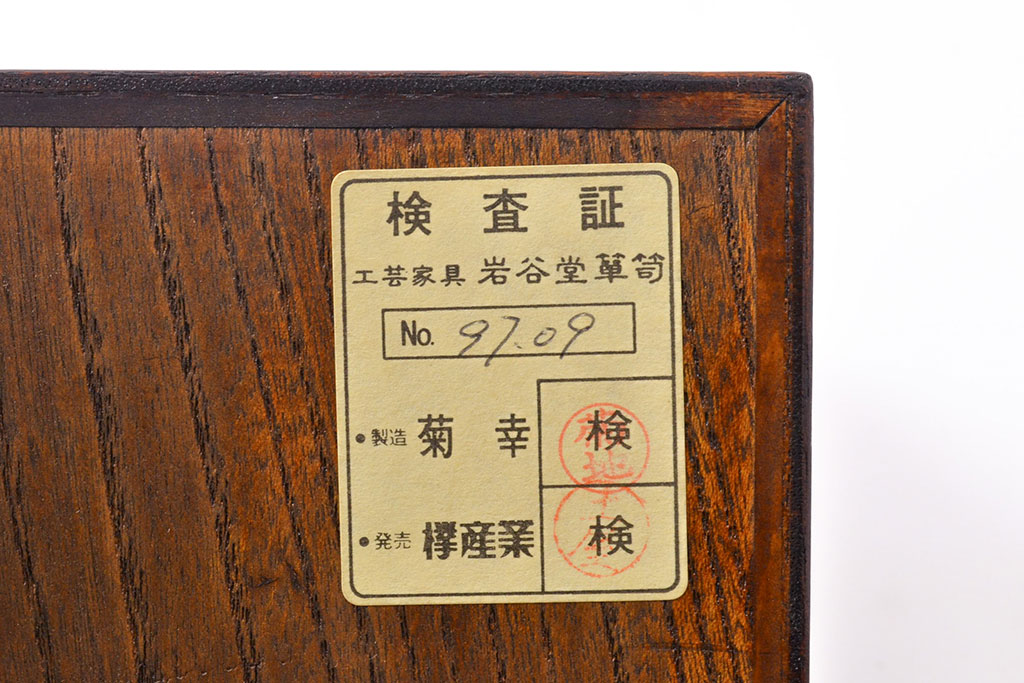 検査証
工芸家具 岩谷堂箪笥
No. 97.09
・製造 菊幸 検
・発売 欅産業 検